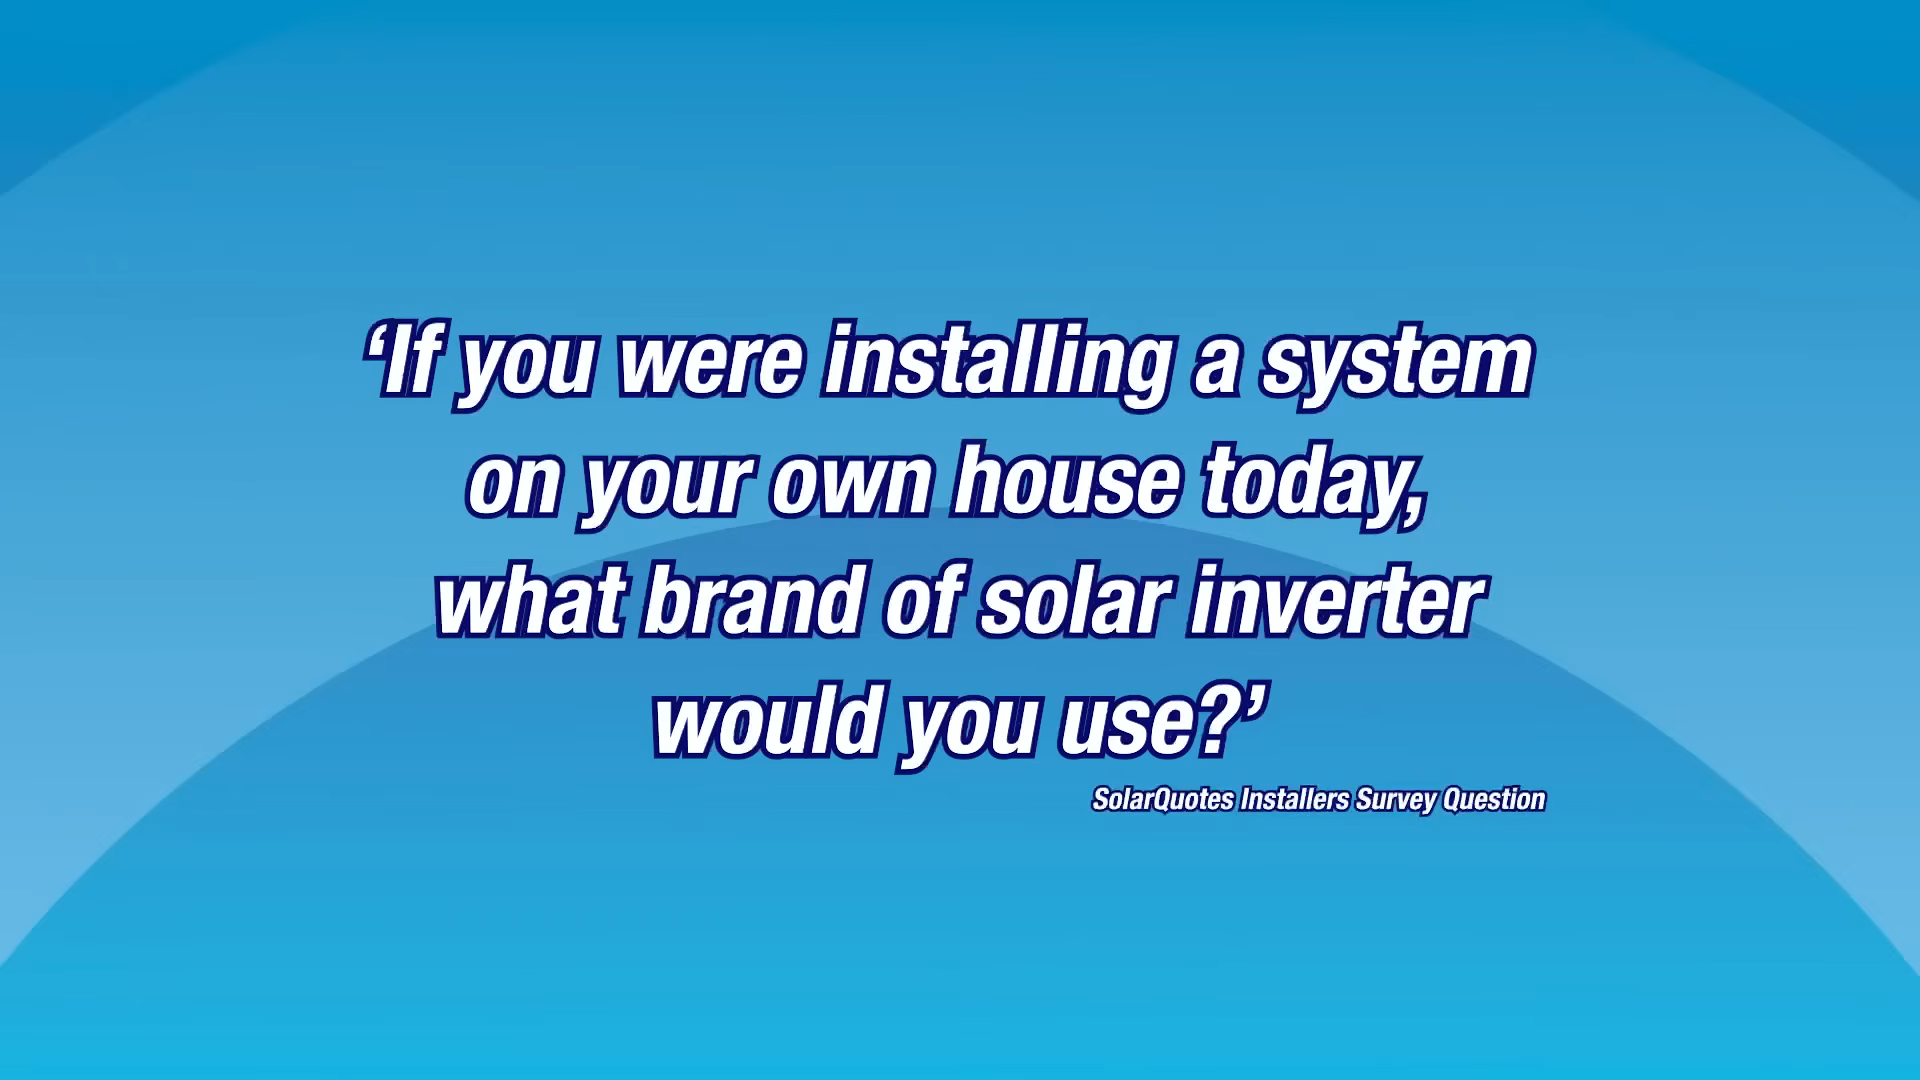 ‘If you were installing a system
on your own house today,
what brand of solar inverter
would you use?’
SolarQuotes Installers Survey Question